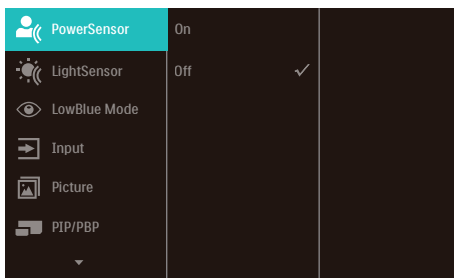 PowerSensor
On
LightSensor
Off
LowBlue Mode
Input
Picture
PIP/PBP